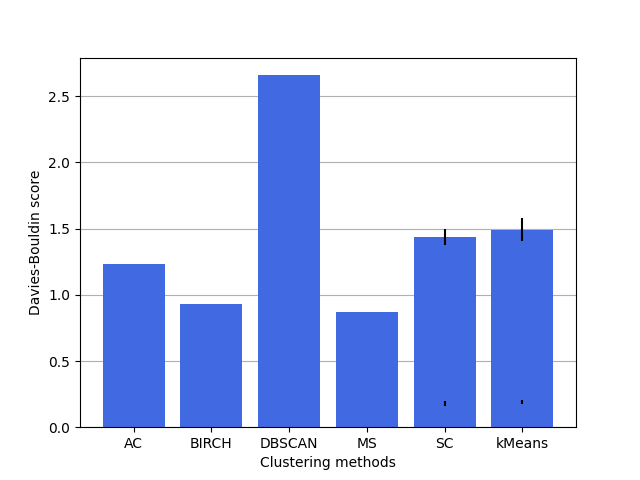 2.5
2.0
1.5
1.0
0.5
0.0
Davies-Bouldin score
AC BIRCH DBSCAN MS SC kMeans
Clustering methods